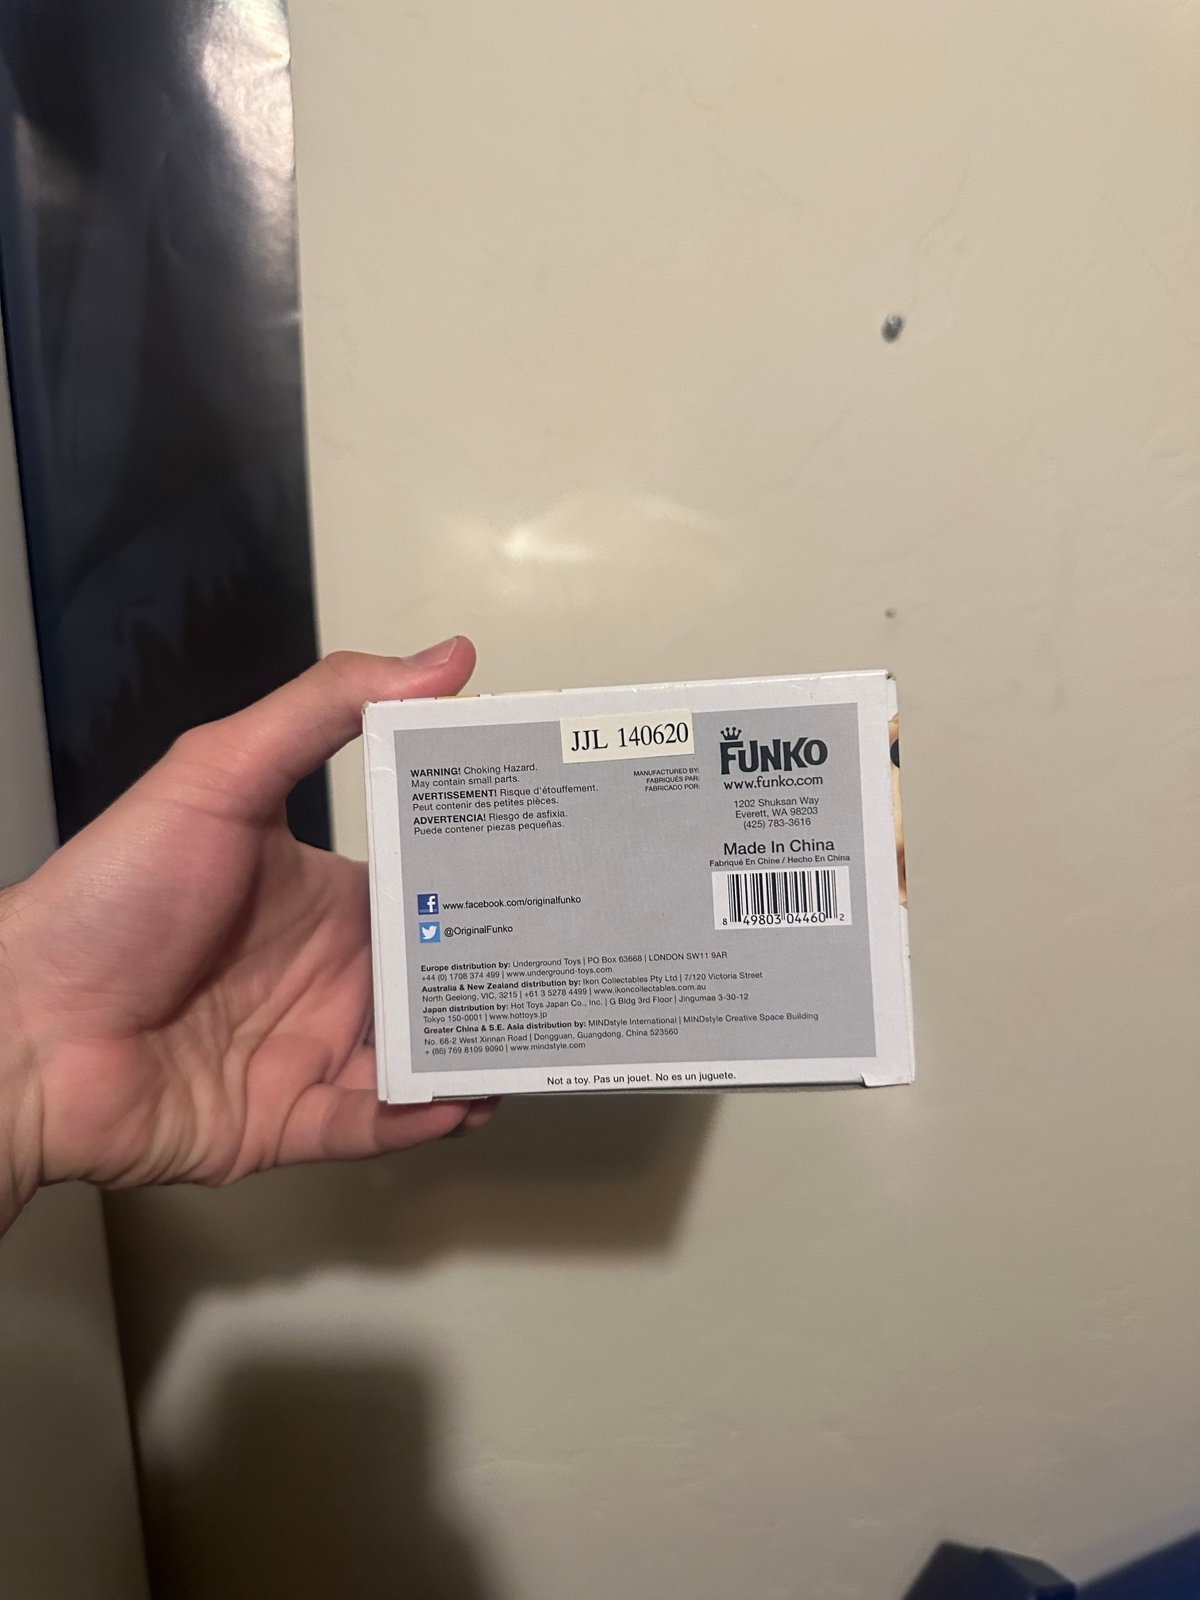 JJL 140620
WARNING! Choking Hazard.
May contain small parts.
AVERTISSEMENT! Risque d'étouffement.
Peut contenir des petites pièces.
ADVERTENCIA! Riesgo de asfixia.
Puede contener piezas pequeñas.
MANUFACTURED BY:
FABRIQUÉS PAR:
FABRICADO POR:
FUNKO
www.funko.com
1202 Shuksan Way
Everett, WA 98203
(425) 783-3616
Made In China
Fabriqué En Chine / Hecho En China
8 49803 04460 2
f www.facebook.com/originalfunko
@OriginalFunko
Europe distribution by: Underground Toys | PO Box 63668 | LONDON SW11 9AR
+44 (0) 1708 374 499 | www.underground-toys.com
Australia & New Zealand distribution by: Ikon Collectables Pty Ltd | 7/120 Victoria Street
North Geelong, VIC, 3215 | +61 3 5278 4499 | www.ikoncollectables.com.au
Japan distribution by: Hot Toys Japan Co., Inc. | G Bldg 3rd Floor | Jingumae 3-30-12
Tokyo 150-0001 | www.hottoys.jp
Greater China & S.E. Asia distribution by: MINDstyle International | MINDstyle Creative Space Building
No. 68-2 West Xinnan Road | Dongguan, Guangdong, China 523560
+ (86) 769 8109 9090 | www.mindstyle.com
Not a toy. Pas un jouet. No es un juguete.